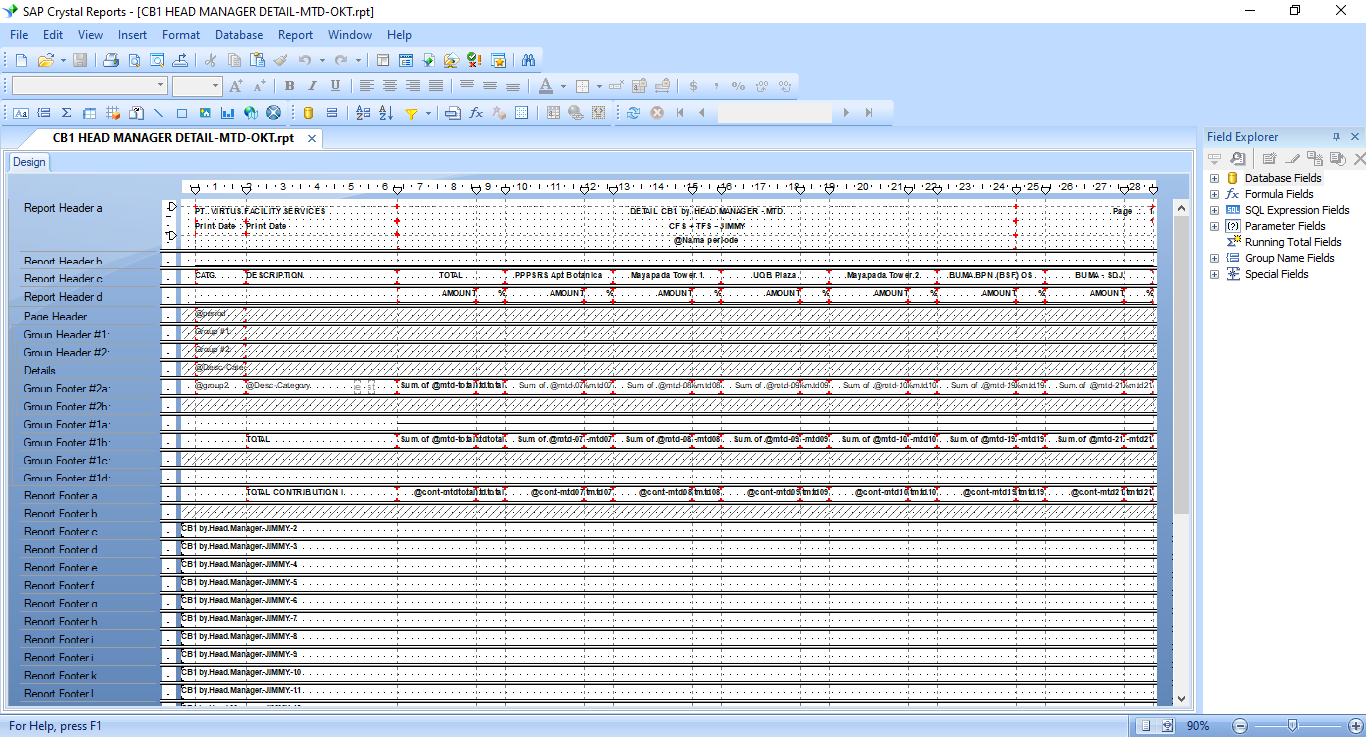 SAP Crystal Reports - [CB1 HEAD MANAGER DETAIL-MTD-OKT.rpt]
File Edit View Insert Format Database Report Window Help
CB1 HEAD MANAGER DETAIL-MTD-OKT.rpt
Design
1 2 3 4 5 6 7 8 9 10 11 12 13 14 15 16 17 18 19 20 21 22 23 24 25 26 27 28
Report Header a
PT. VIRTUS FACILITY SERVICES DETAIL CB1 by. HEAD MANAGER - MTD Page : 1
Print Date : Print Date CFS + TFS - JIMMY
@Nama periode
Report Header b
Report Header c CATG. DESCRIPTION TOTAL PPPSRS Apt Botanica Mayapada Tower 1 UOB Plaza Mayapada Tower 2 BUMA BPN (BSF) OS BUMA - SDJ
Report Header d AMOUNT % AMOUNT % AMOUNT % AMOUNT % AMOUNT % AMOUNT % AMOUNT %
Page Header @period
Group Header #1: Group #1
Group Header #2: Group #2
Details @Desc Cate
Group Footer #2a: @group2 @Desc Category Sum of @mtd-total Sum of @mtd-07 Sum of @mtd-08 Sum of @mtd-09 Sum of @mtd-10 Sum of @mtd-19 Sum of @mtd-21
Group Footer #2b:
Group Footer #1a:
Group Footer #1b: TOTAL Sum of @mtd-total Sum of @mtd-07 -mtd07 Sum of @mtd-08 -mtd08 Sum of @mtd-09 -mtd09 Sum of @mtd-10 -mtd10 Sum of @mtd-19 -mtd19 Sum of @mtd-21 -mtd21
Group Footer #1c:
Group Footer #1d:
Report Footer a TOTAL CONTRIBUTION I @cont-mtdtotal @cont-mtd07 @cont-mtd08 @cont-mtd09 @cont-mtd10 @cont-mtd19 @cont-mtd21
Report Footer b
Report Footer c CB1 by.Head.Manager-JIMMY-2
Report Footer d CB1 by.Head.Manager-JIMMY-3
Report Footer e CB1 by.Head.Manager-JIMMY-4
Report Footer f CB1 by.Head.Manager-JIMMY-5
Report Footer g CB1 by.Head.Manager-JIMMY-6
Report Footer h CB1 by.Head.Manager-JIMMY-7
Report Footer i CB1 by.Head.Manager-JIMMY-8
Report Footer j CB1 by.Head.Manager-JIMMY-9
Report Footer k CB1 by.Head.Manager-JIMMY-10
Report Footer l CB1 by.Head.Manager-JIMMY-11
Field Explorer
Database Fields
Formula Fields
SQL Expression Fields
Parameter Fields
Running Total Fields
Group Name Fields
Special Fields
For Help, press F1
90%